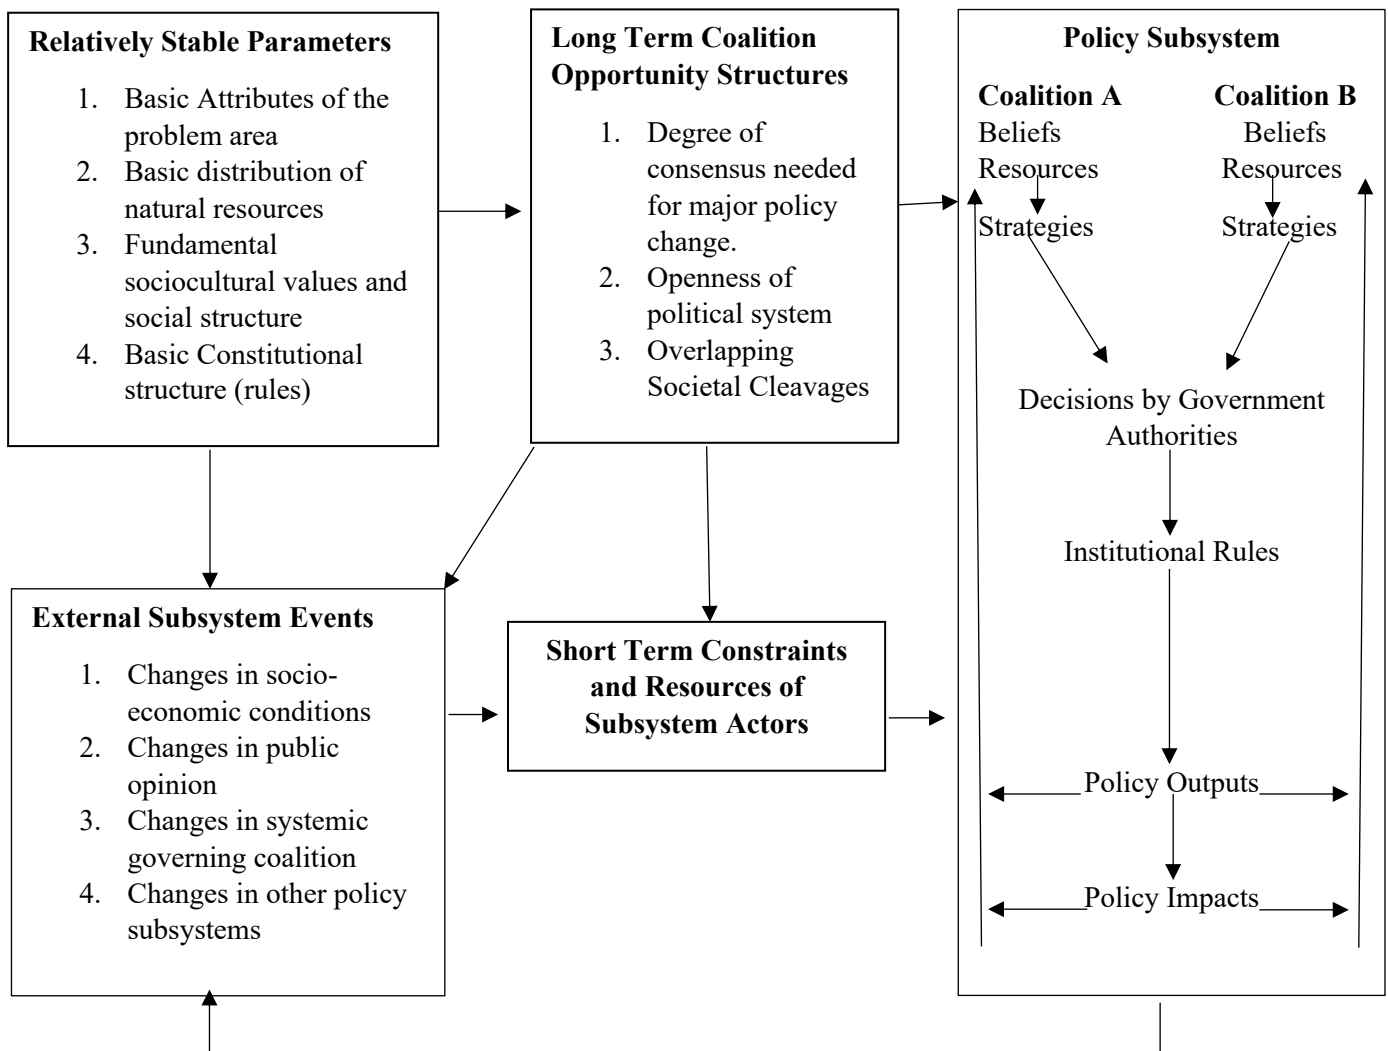 Relatively Stable Parameters
1. Basic Attributes of the
problem area
2. Basic distribution of
natural resources
3. Fundamental
sociocultural values and
social structure
4. Basic Constitutional
structure (rules)
Long Term Coalition
Opportunity Structures
1. Degree of
consensus needed
for major policy
change.
2. Openness of
political system
3. Overlapping
Societal Cleavages
Policy Subsystem
Coalition A
Beliefs
Resources
Strategies
Coalition B
Beliefs
Resources
Strategies
Decisions by Government
Authorities
Institutional Rules
Policy Outputs
Policy Impacts
External Subsystem Events
1. Changes in socio-
economic conditions
2. Changes in public
opinion
3. Changes in systemic
governing coalition
4. Changes in other policy
subsystems
Short Term Constraints
and Resources of
Subsystem Actors